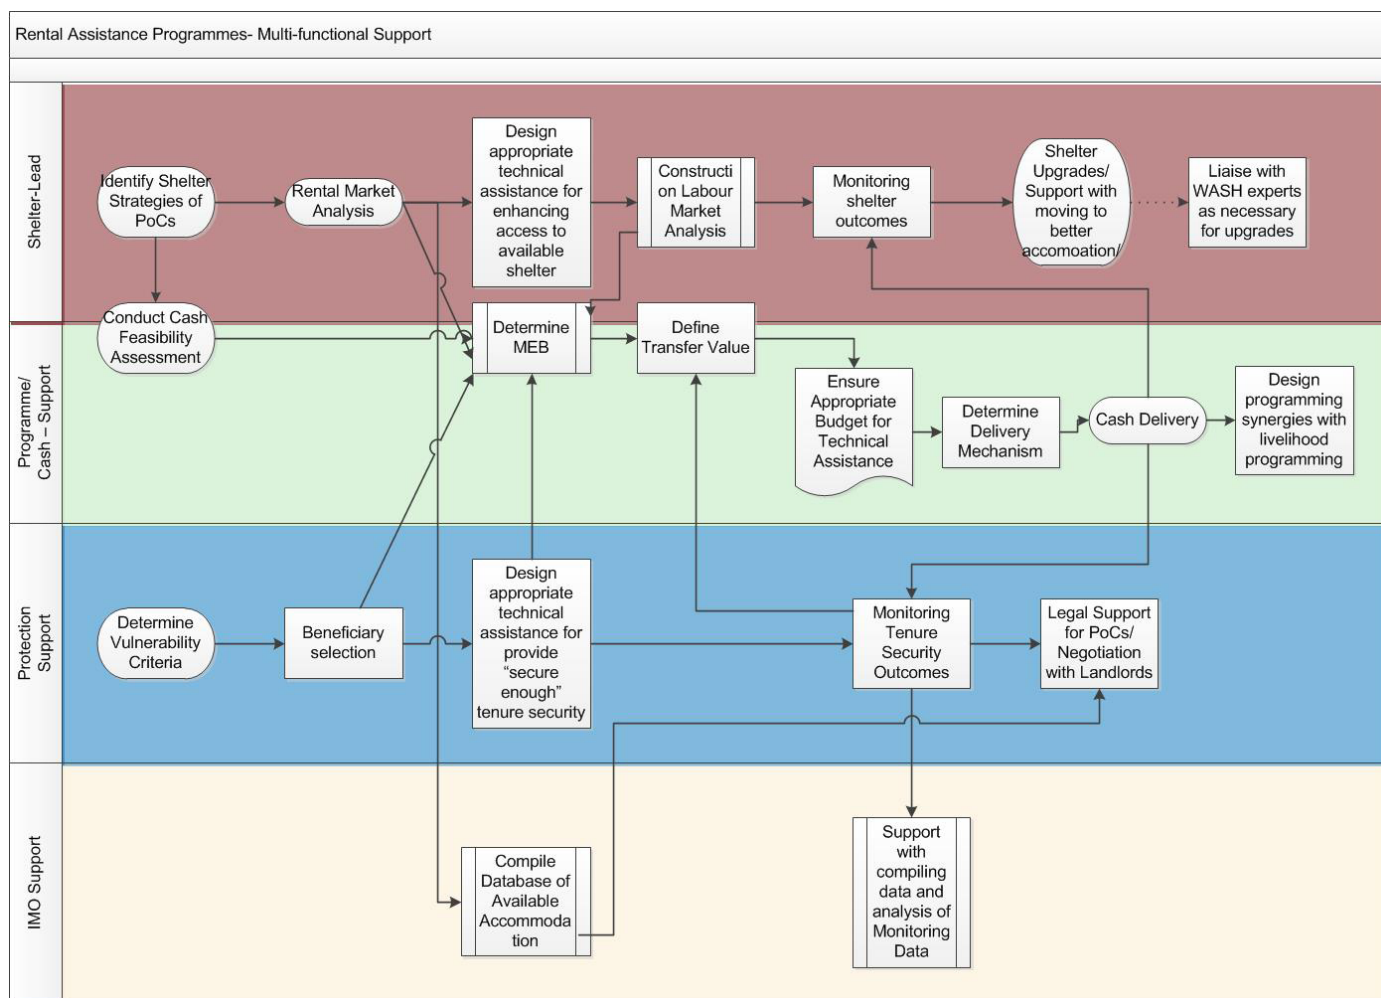 Rental Assistance Programmes- Multi-functional Support
Shelter-Lead
Identify Shelter
Strategies of
PoCs
Rental Market
Analysis
Design
appropriate
technical
assistance for
enhancing
access to
available
shelter
Constructi
on Labour
Market
Analysis
Monitoring
shelter
outcomes
Shelter
Upgrades/
Support with
moving to
better
accomoation/
Liaise with
WASH experts
as necessary
for upgrades
Programme/
Cash – Support
Conduct Cash
Feasibility
Assessment
Determine
MEB
Define
Transfer Value
Ensure
Appropriate
Budget for
Technical
Assistance
Determine
Delivery
Mechanism
Cash Delivery
Design
programming
synergies with
livelihood
programming
Protection
Support
Determine
Vulnerability
Criteria
Beneficiary
selection
Design
appropriate
technical
assistance for
provide
“secure
enough”
tenure security
Monitoring
Tenure
Security
Outcomes
Legal Support
for PoCs/
Negotiation
with Landlords
IMO Support
Compile
Database of
Available
Accommoda
tion
Support
with
compiling
data and
analysis of
Monitoring
Data